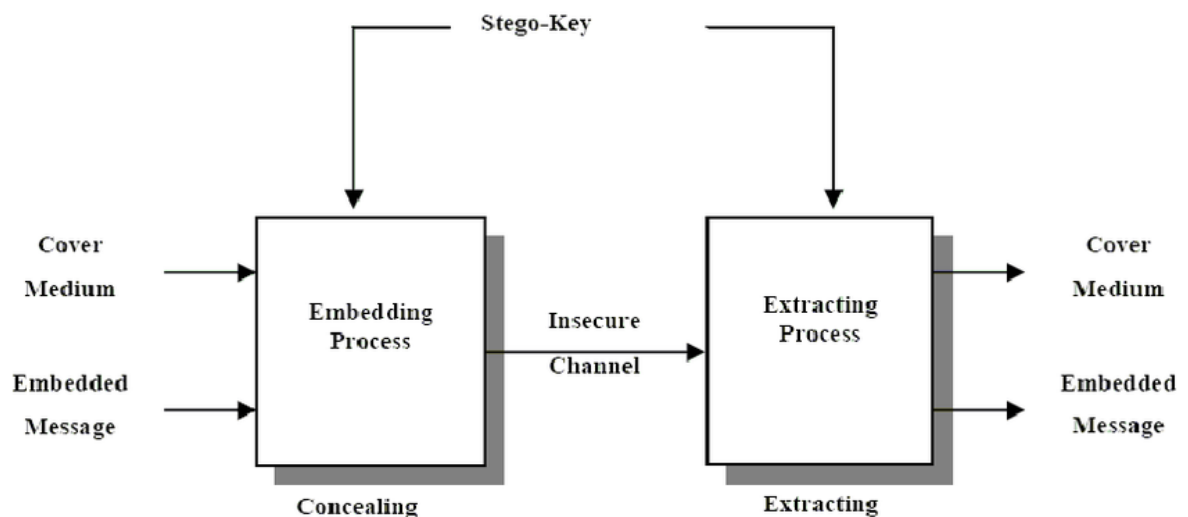 Stego-Key
Cover
Medium
Embedded
Message
Embedding
Process
Concealing
Insecure
Channel
Extracting
Process
Extracting
Cover
Medium
Embedded
Message